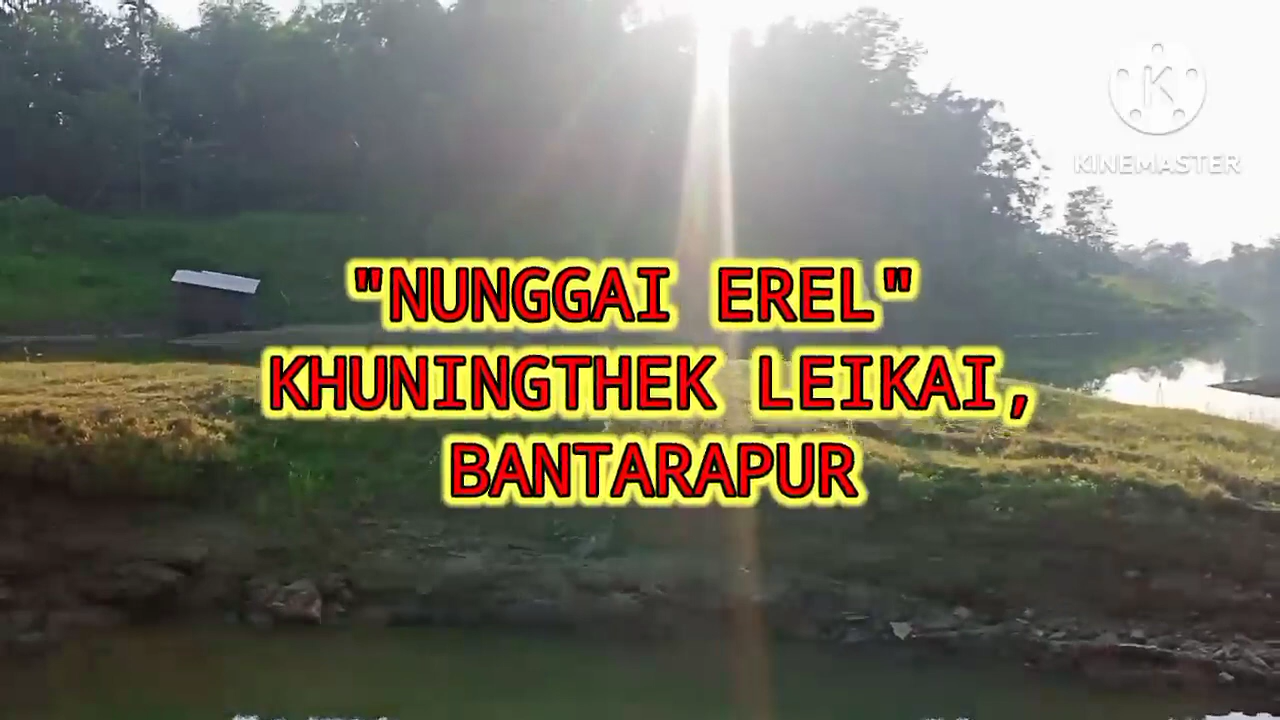 KINEMASTER
"NUNGGAI EREL"
KHUNINGTHEK LEIKAI,
BANTARAPUR